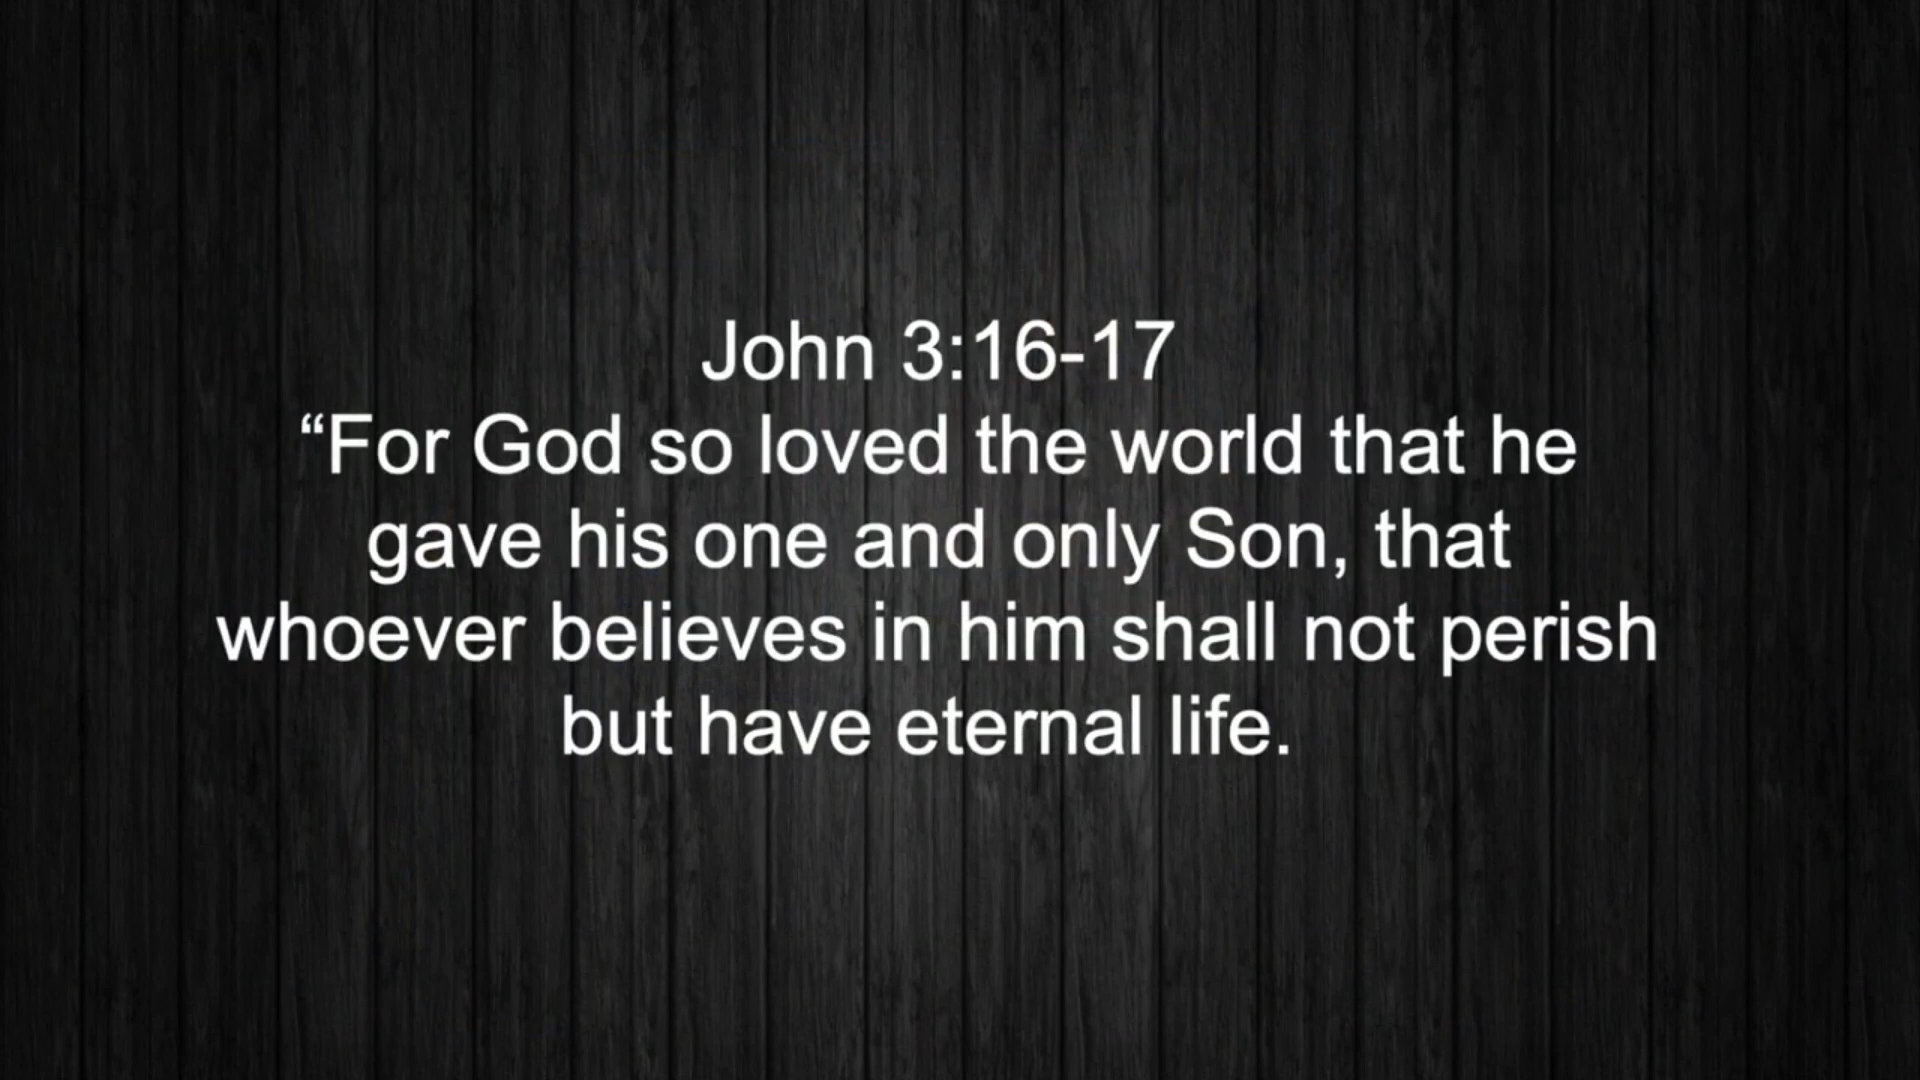 John 3:16-17
“For God so loved the world that he
gave his one and only Son, that
whoever believes in him shall not perish
but have eternal life.